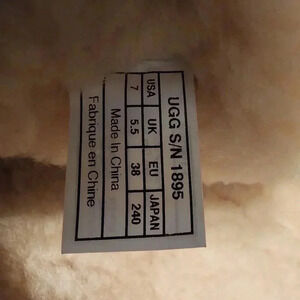 UGG S/N 1895
USA UK EU JAPAN
7 5.5 38 240
Made In China
Fabrique en Chine